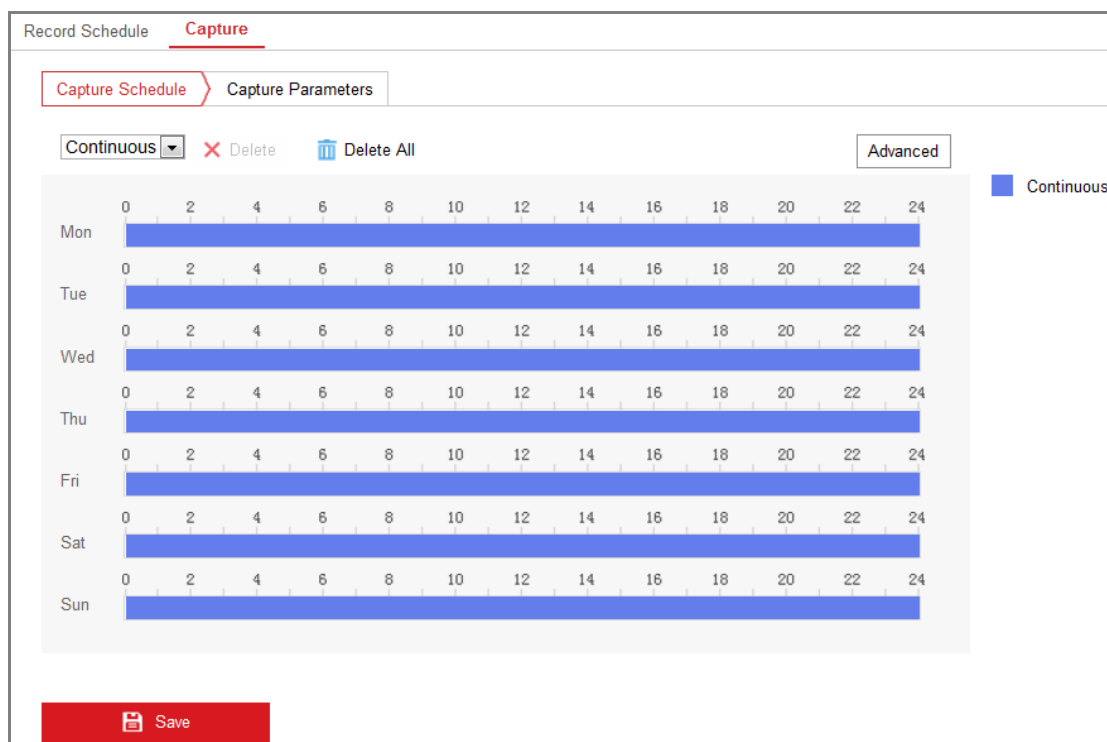 Record Schedule Capture
Capture Schedule Capture Parameters
Continuous Delete Delete All Advanced
Continuous
0 2 4 6 8 10 12 14 16 18 20 22 24
Mon
0 2 4 6 8 10 12 14 16 18 20 22 24
Tue
0 2 4 6 8 10 12 14 16 18 20 22 24
Wed
0 2 4 6 8 10 12 14 16 18 20 22 24
Thu
0 2 4 6 8 10 12 14 16 18 20 22 24
Fri
0 2 4 6 8 10 12 14 16 18 20 22 24
Sat
0 2 4 6 8 10 12 14 16 18 20 22 24
Sun
Save